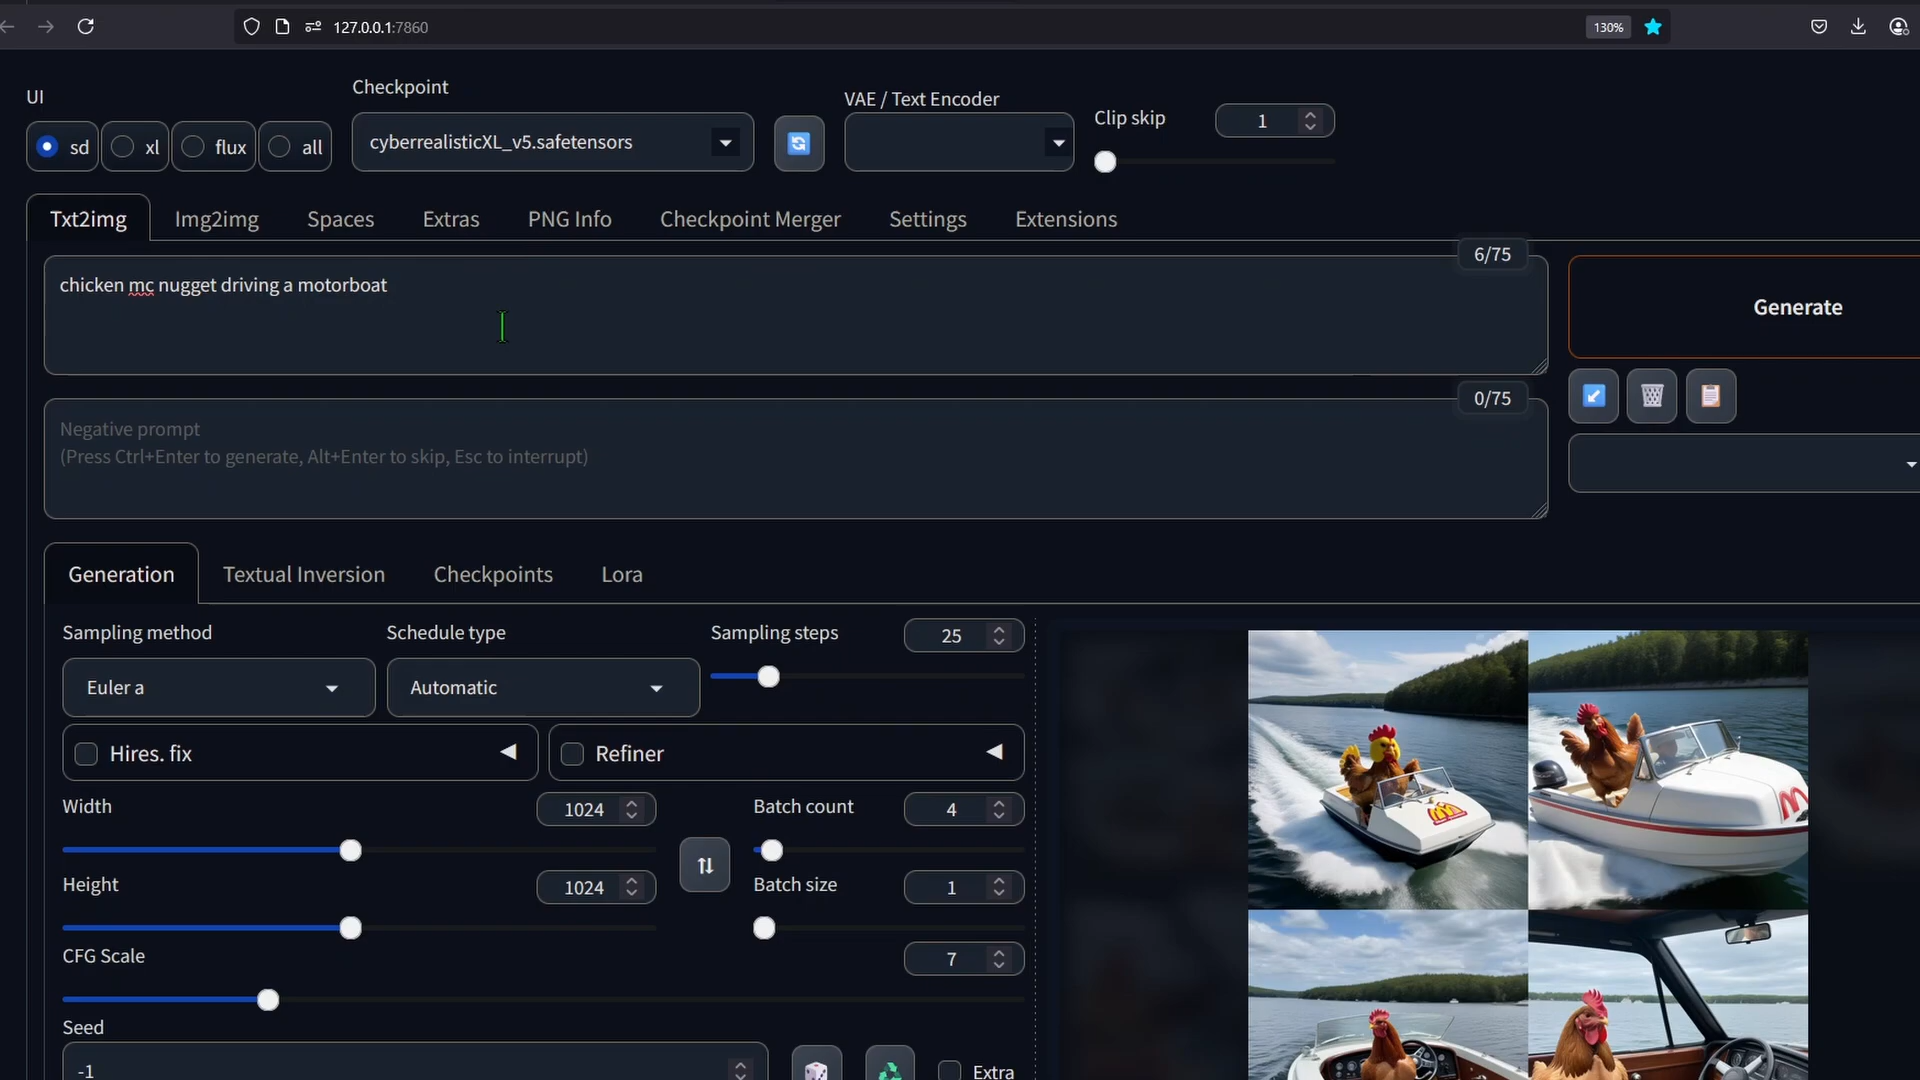 127.0.0.1:7860
130%
UI
sd
xl
flux
all
Checkpoint
cyberrealisticXL_v5.safetensors
VAE / Text Encoder
Clip skip
1
Txt2img
Img2img
Spaces
Extras
PNG Info
Checkpoint Merger
Settings
Extensions
6/75
chicken mc nugget driving a motorboat
Generate
0/75
Negative prompt
(Press Ctrl+Enter to generate, Alt+Enter to skip, Esc to interrupt)
Generation
Textual Inversion
Checkpoints
Lora
Sampling method
Schedule type
Sampling steps
25
Euler a
Automatic
Hires. fix
Refiner
Width
1024
Batch count
4
Height
1024
Batch size
1
CFG Scale
7
Seed
-1
Extra